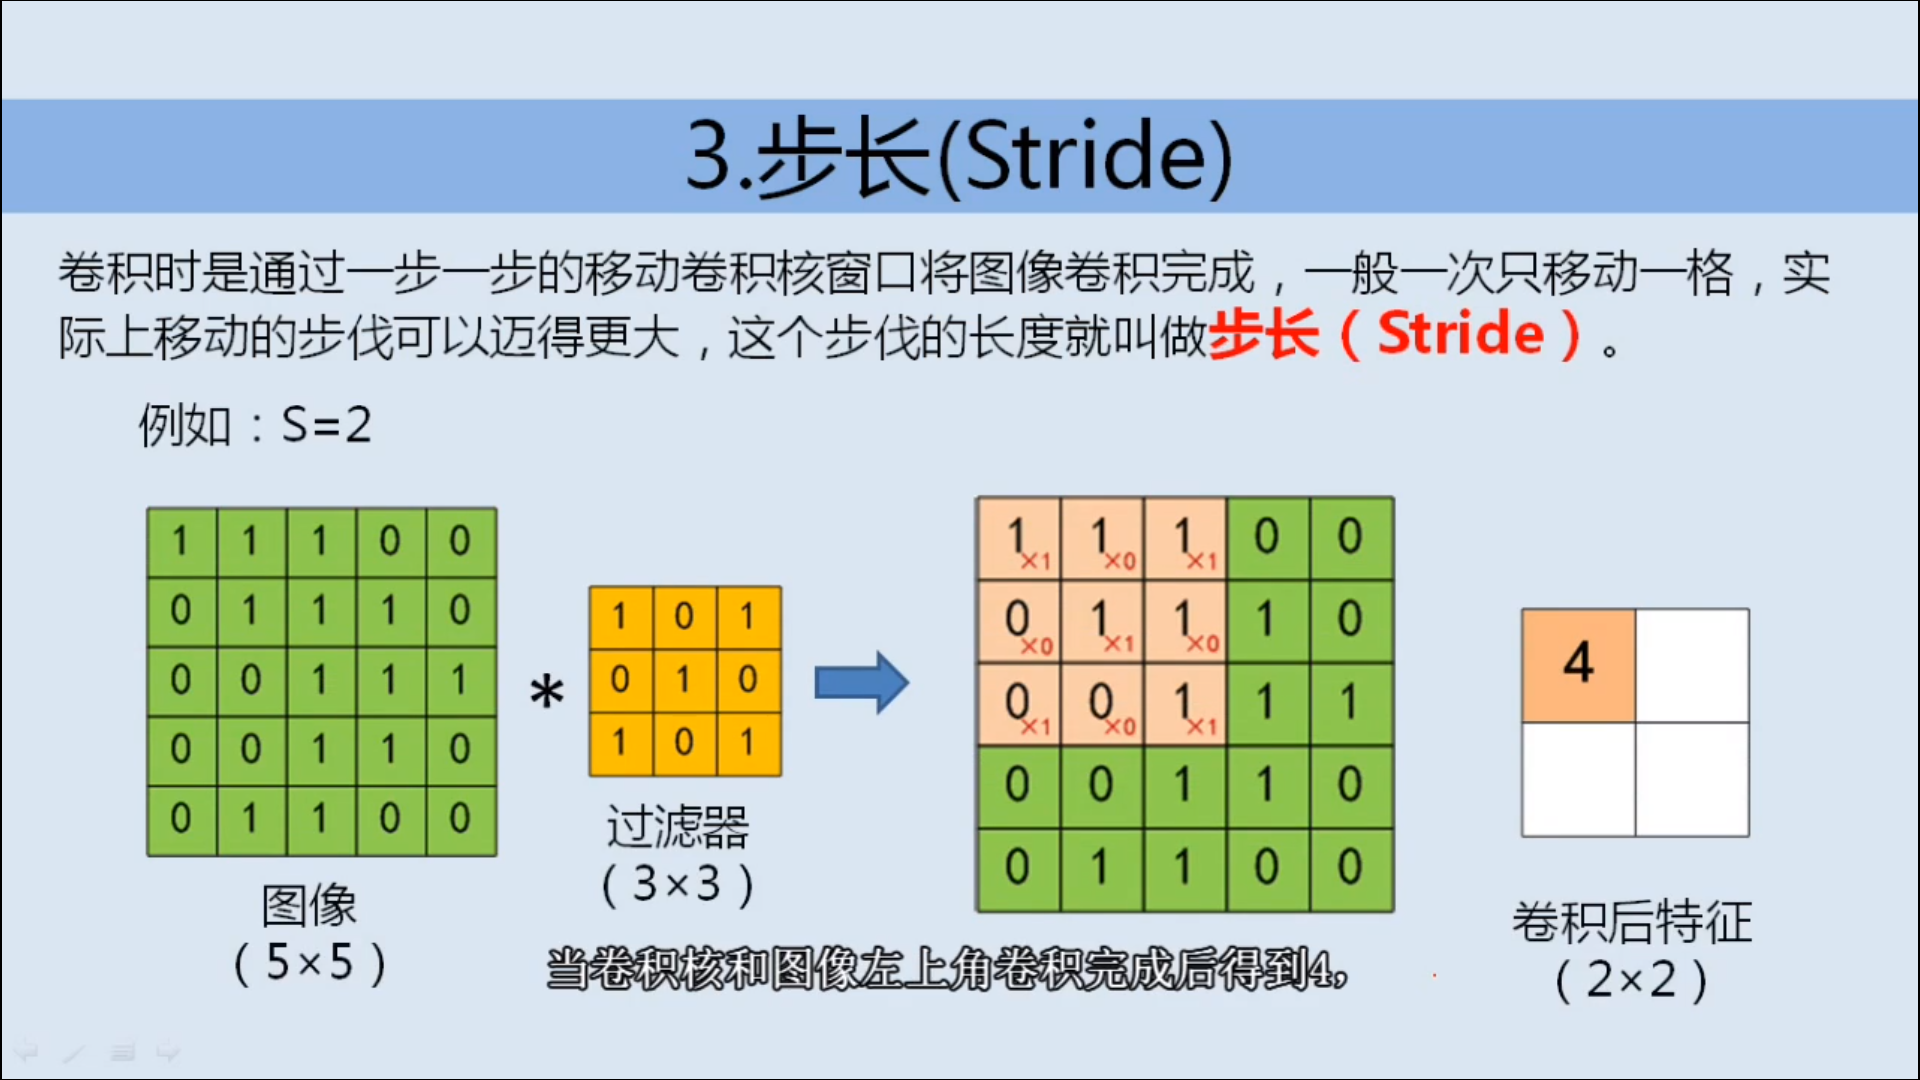 3.步长(Stride)
卷积时是通过一步一步的移动卷积核窗口将图像卷积完成，一般一次只移动一格，实
际上移动的步伐可以迈得更大，这个步伐的长度就叫做步长（Stride）。
例如：S=2
1 1 1 0 0
0 1 1 1 0
0 0 1 1 1
0 0 1 1 0
0 1 1 0 0
图像
（5×5）
*
1 0 1
0 1 0
1 0 1
过滤器
（3×3）
1×1 1×0 1×1 0 0
0×0 1×1 1×0 1 0
0×1 0×0 1×1 1 1
0 0 1 1 0
0 1 1 0 0
4
卷积后特征
（2×2）
当卷积核和图像左上角卷积完成后得到4,